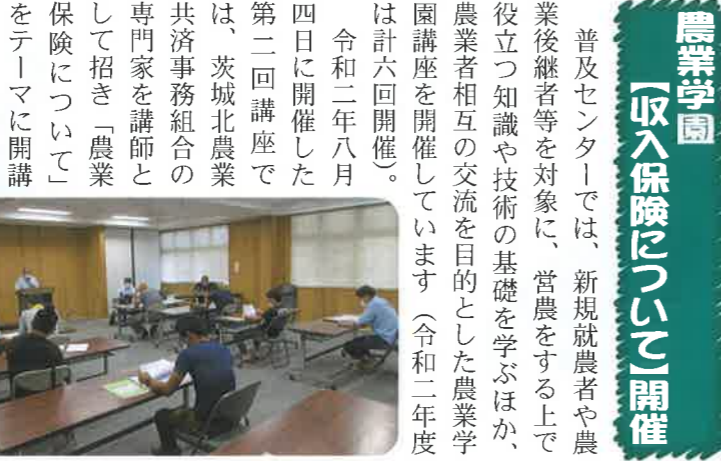 農業学園
【収入保険について】開催
普及センターでは、新規就農者や農
業後継者等を対象に、営農をする上で
役立つ知識や技術の基礎を学ぶほか、
農業者相互の交流を目的とした農業学
園講座を開催しています（令和二年度
は計六回開催）。
令和二年八月
四日に開催した
第二回講座で
は、茨城北農業
共済事務組合の
専門家を講師と
して招き「農業
保険について」
をテーマに開講